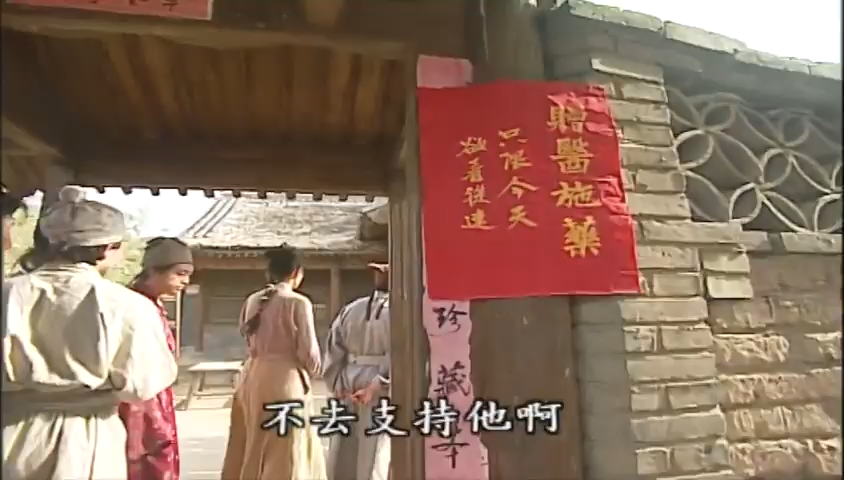 贈醫施藥
只限今天
欲看從速
珍藏
不去支持他啊